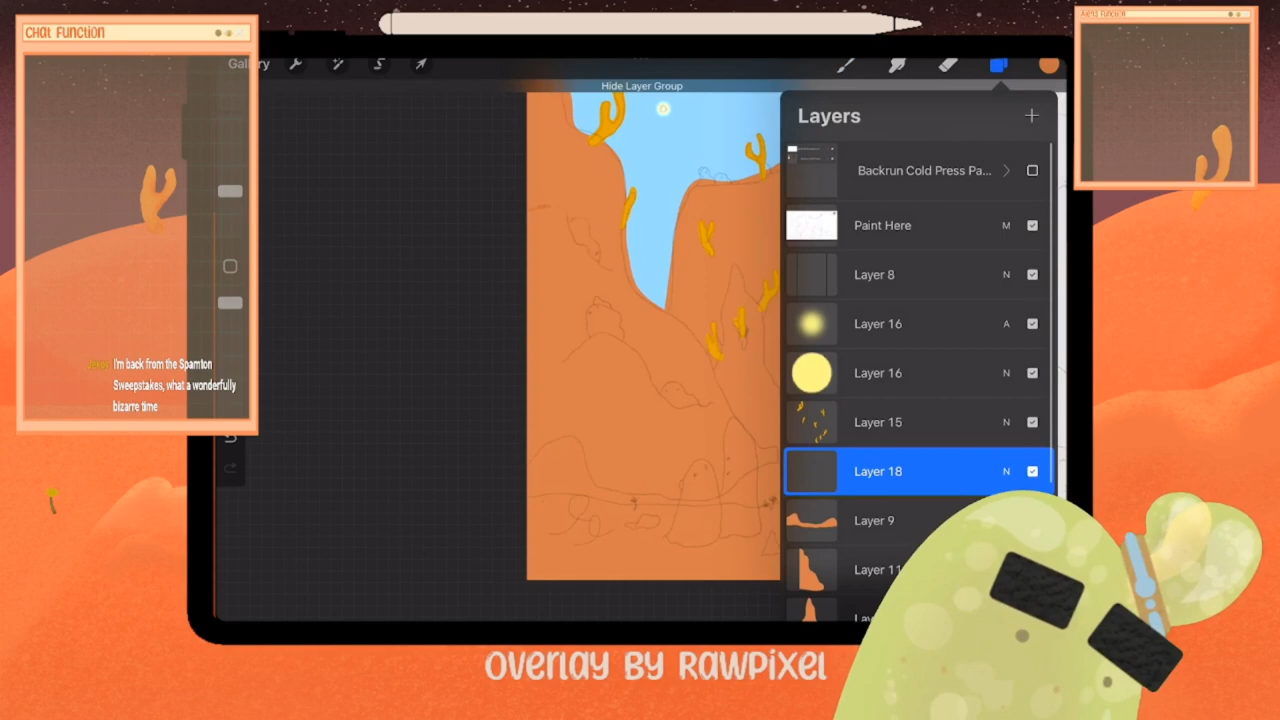 CHat FUNCTION
Alerts FUNCTION
Gallery
Hide Layer Group
Layers
Backrun Cold Press Pa...
Paint Here M
Layer 8 N
Layer 16 A
Layer 16 N
Layer 15 N
Layer 18 N
Layer 9
Layer 11
I'm back from the Spamton
Sweepstakes, what a wonderfully
bizarre time
OVERLAY BY RAWPIXEL